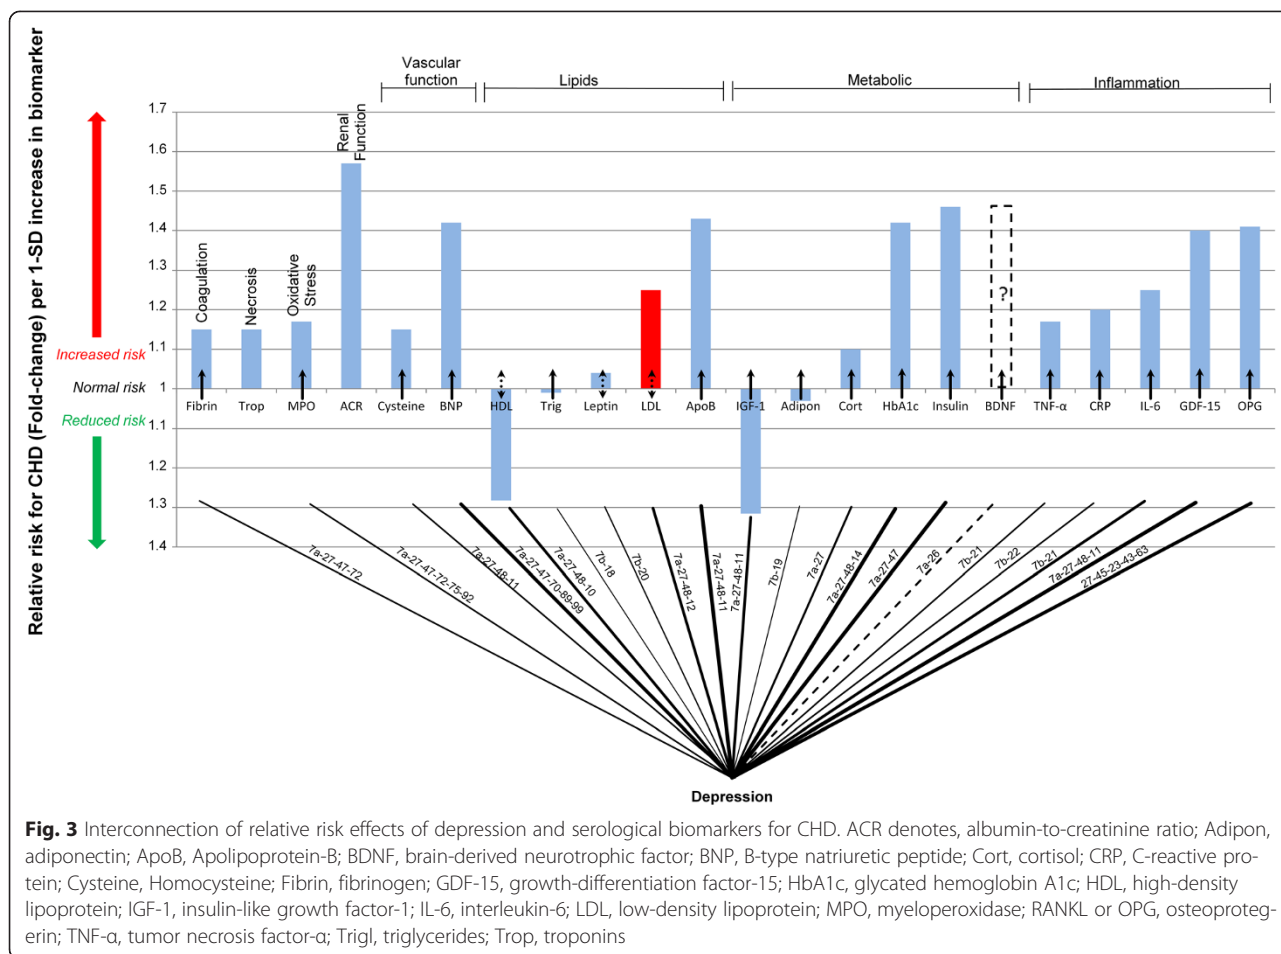 Relative risk for CHD (Fold-change) per 1-SD increase in biomarker
Vascular
function
Lipids
Metabolic
Inflammation
1.7
1.6
1.5
1.4
1.3
1.2
1.1
1
1.1
1.2
1.3
1.4
Increased risk
Normal risk
Reduced risk
Coagulation
Necrosis
Oxidative
Stress
Renal
Function
?
Fibrin
Trop
MPO
ACR
Cysteine
BNP
HDL
Trig
Leptin
LDL
ApoB
IGF-1
Adipon
Cort
HbA1c
Insulin
BDNF
TNF-α
CRP
IL-6
GDF-15
OPG
7a-27-47-72
7a-27-47-72-75-92
7a-27-48-11
7a-27-47-70-89-99
7a-27-48-10
7b-18
7b-20
7a-27-48-12
7a-27-48-11
7a-27-48-11
7b-19
7a-27
7a-27-48-14
7a-27-47
7a-26
7b-21
7b-22
7b-21
7a-27-48-11
27-45-23-43-63
Depression
Fig. 3 Interconnection of relative risk effects of depression and serological biomarkers for CHD. ACR denotes, albumin-to-creatinine ratio; Adipon,
adiponectin; ApoB, Apolipoprotein-B; BDNF, brain-derived neurotrophic factor; BNP, B-type natriuretic peptide; Cort, cortisol; CRP, C-reactive pro-
tein; Cysteine, Homocysteine; Fibrin, fibrinogen; GDF-15, growth-differentiation factor-15; HbA1c, glycated hemoglobin A1c; HDL, high-density
lipoprotein; IGF-1, insulin-like growth factor-1; IL-6, interleukin-6; LDL, low-density lipoprotein; MPO, myeloperoxidase; RANKL or OPG, osteoproteg-
erin; TNF-α, tumor necrosis factor-α; Trigl, triglycerides; Trop, troponins